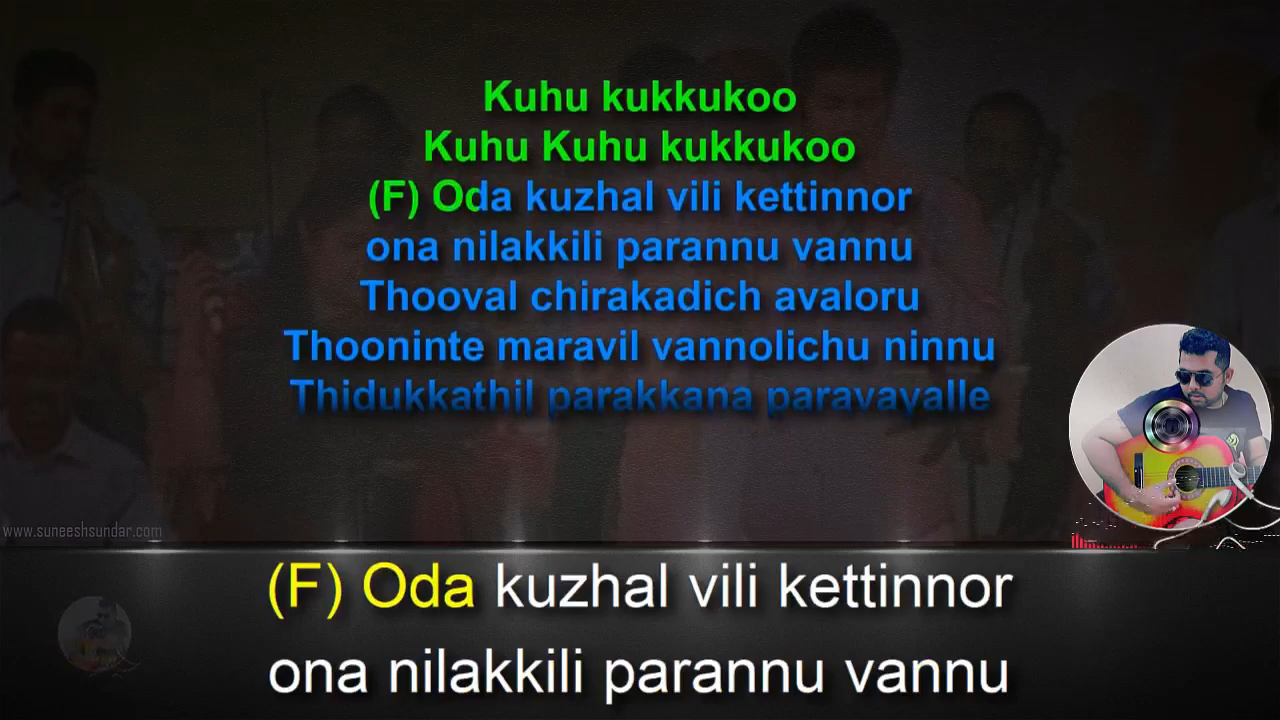 Kuhu kukkukoo
Kuhu Kuhu kukkukoo
(F) Oda kuzhal vili kettinnor
ona nilakkili parannu vannu
Thooval chirakadich avaloru
Thooninte maravil vannolichu ninnu
Thidukkathil parakkana paravayalle
www.suneeshsundar.com
(F) Oda kuzhal vili kettinnor
ona nilakkili parannu vannu